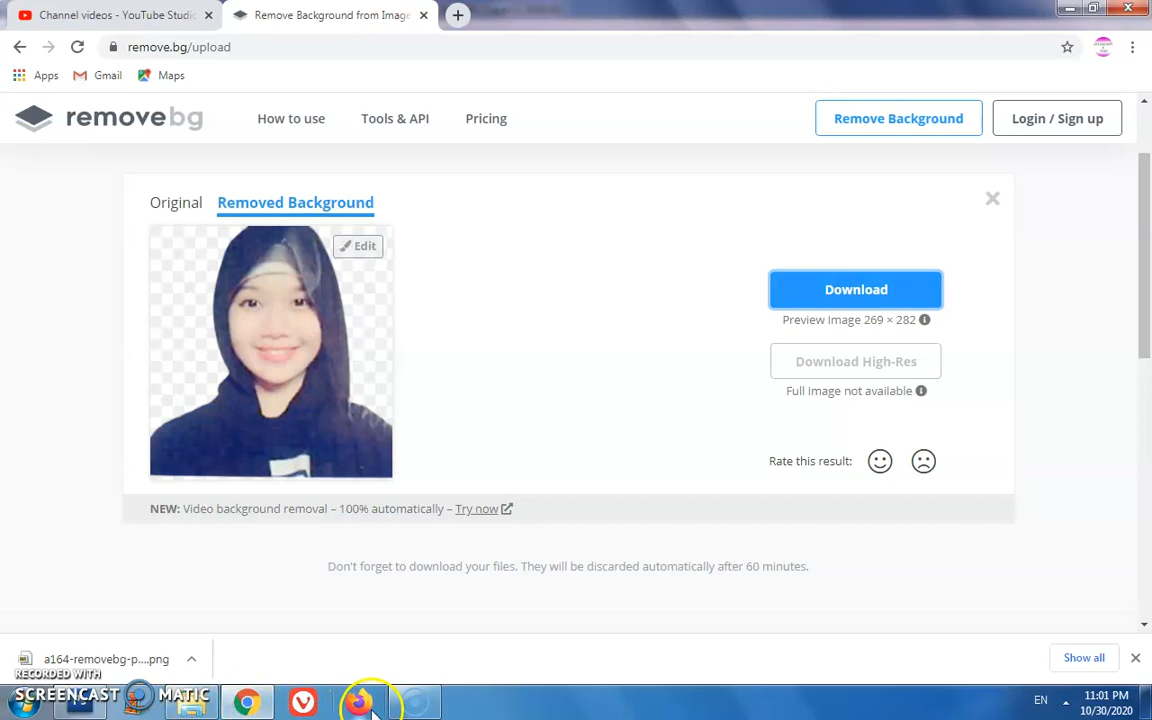 Channel videos - YouTube Studio
Remove Background from Image
remove.bg/upload
Apps Gmail Maps
removebg How to use Tools & API Pricing Remove Background Login / Sign up
Original Removed Background
Edit
Download
Preview Image 269 × 282
Download High-Res
Full Image not available
Rate this result:
NEW: Video background removal – 100% automatically – Try now
Don't forget to download your files. They will be discarded automatically after 60 minutes.
a164-removebg-p....png Show all
RECORDED WITH
SCREENCAST MATIC
EN 11:01 PM
10/30/2020